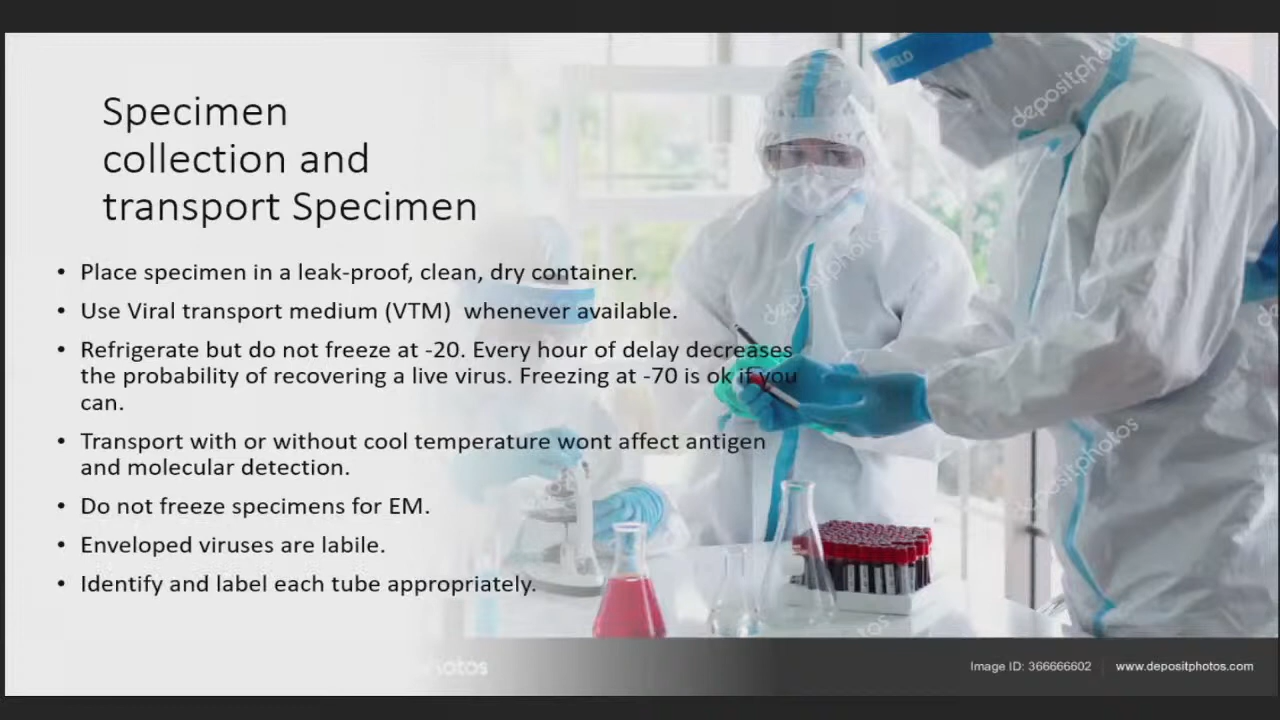 Specimen
collection and
transport Specimen
• Place specimen in a leak-proof, clean, dry container.
• Use Viral transport medium (VTM)  whenever available.
• Refrigerate but do not freeze at -20. Every hour of delay decreases
the probability of recovering a live virus. Freezing at -70 is ok if you
can.
• Transport with or without cool temperature wont affect antigen
and molecular detection.
• Do not freeze specimens for EM.
• Enveloped viruses are labile.
• Identify and label each tube appropriately.
depositphotos
depositphotos
depositphotos
Image ID: 366666602
www.depositphotos.com